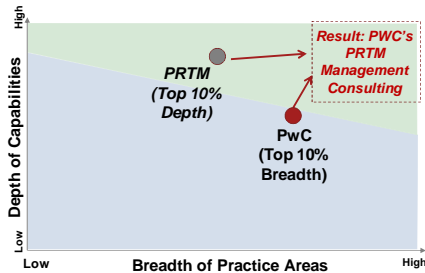 High
Result: PWC's
PRTM
Management
Consulting
PRTM
(Top 10%
Depth)
PwC
(Top 10%
Breadth)
Depth of Capabilities
Low
Low
Breadth of Practice Areas
High